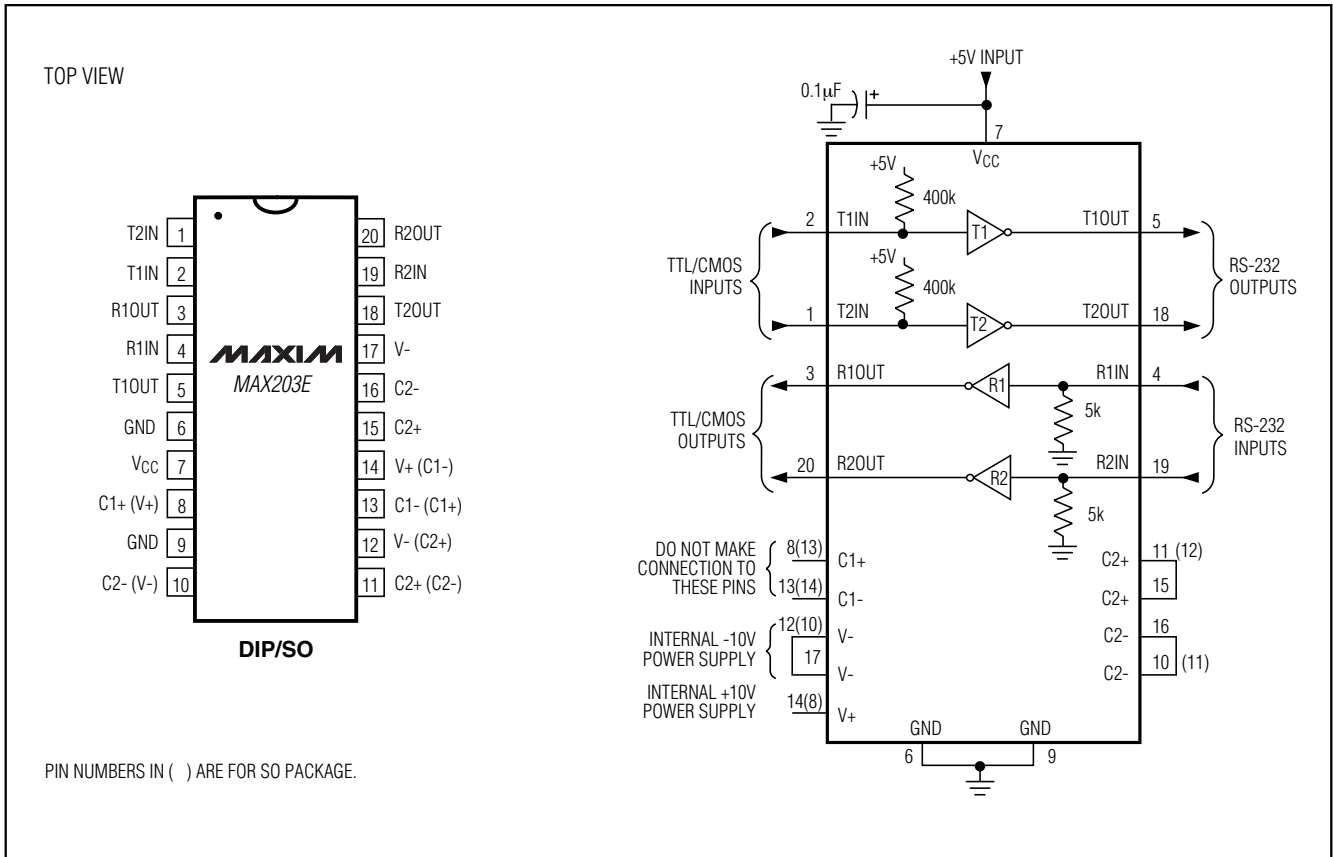 TOP VIEW
T2IN 1
T1IN 2
R1OUT 3
R1IN 4
T1OUT 5
GND 6
VCC 7
C1+ (V+) 8
GND 9
C2- (V-) 10
20 R2OUT
19 R2IN
18 T2OUT
17 V-
16 C2-
15 C2+
14 V+ (C1-)
13 C1- (C1+)
12 V- (C2+)
11 C2+ (C2-)
MAXIM
MAX203E
DIP/SO
PIN NUMBERS IN ( ) ARE FOR SO PACKAGE.
+5V INPUT
0.1µF
+
7
VCC
+5V
400k
2 T1IN T1 T1OUT 5
+5V
400k
1 T2IN T2 T2OUT 18
TTL/CMOS
INPUTS
RS-232
OUTPUTS
3 R1OUT R1 R1IN 4
5k
20 R2OUT R2 R2IN 19
5k
TTL/CMOS
OUTPUTS
RS-232
INPUTS
DO NOT MAKE
CONNECTION TO
THESE PINS
8(13) C1+
13(14) C1-
INTERNAL -10V
POWER SUPPLY
12(10) V-
17 V-
INTERNAL +10V
POWER SUPPLY
14(8) V+
C2+ 11 (12)
C2+ 15
C2- 16
C2- 10 (11)
GND GND
6 9